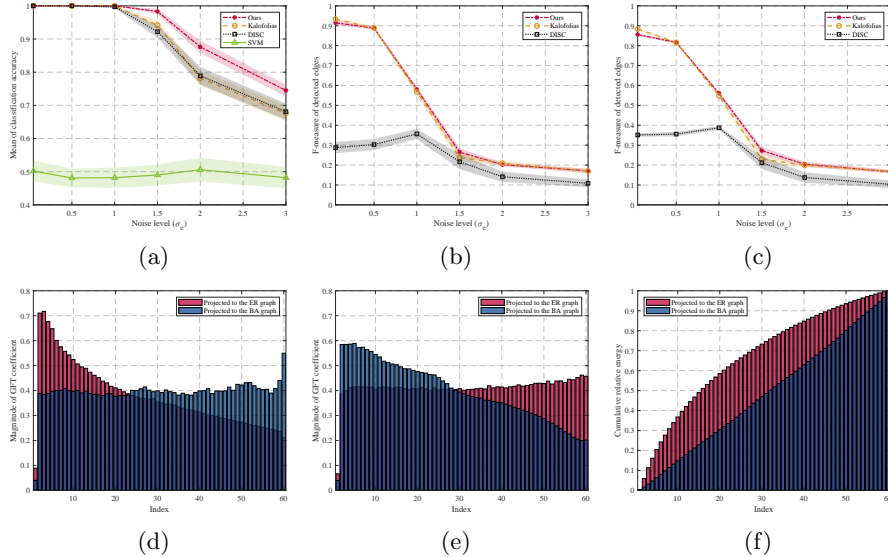 1
0.9
0.8
0.7
0.6
0.5
0.4
Mean of classification accuracy
0.5 1 1.5 2 2.5 3
Noise level (σe)
Ours
Kalofolias
DISC
SVM
(a)
1
0.9
0.8
0.7
0.6
0.5
0.4
0.3
0.2
0.1
0
F-measure of detected edges
0.5 1 1.5 2 2.5 3
Noise level (σe)
Ours
Kalofolias
DISC
(b)
1
0.9
0.8
0.7
0.6
0.5
0.4
0.3
0.2
0.1
0
F-measure of detected edges
0.5 1 1.5 2 2.5
Noise level (σe)
Ours
Kalofolias
DISC
(c)
0.8
0.7
0.6
0.5
0.4
0.3
0.2
0.1
0
Magnitude of GFT coefficient
10 20 30 40 50 60
Index
Projected to the ER graph
Projected to the BA graph
(d)
0.8
0.7
0.6
0.5
0.4
0.3
0.2
0.1
0
Magnitude of GFT coefficient
10 20 30 40 50 60
Index
Projected to the ER graph
Projected to the BA graph
(e)
1
0.9
0.8
0.7
0.6
0.5
0.4
0.3
0.2
0.1
0
Cumulative relative energy
10 20 30 40 50 60
Index
Projected to the ER graph
Projected to the BA graph
(f)